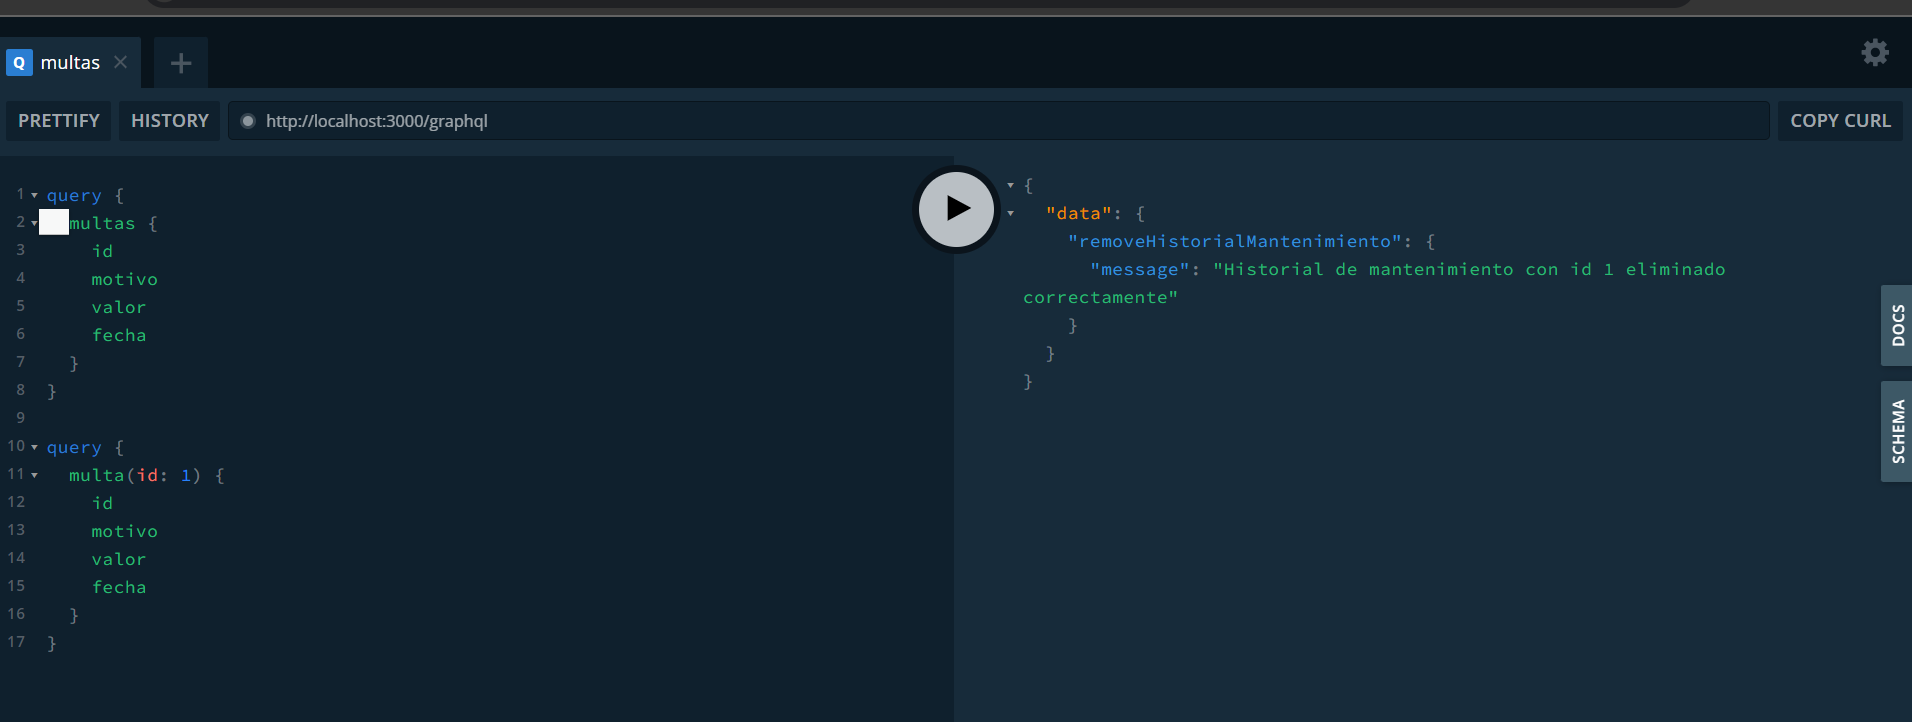 Q multas ×
PRETTIFY HISTORY http://localhost:3000/graphql COPY CURL
1 query {
2 multas {
3 id
4 motivo
5 valor
6 fecha
7 }
8 }
9
10 query {
11 multa(id: 1) {
12 id
13 motivo
14 valor
15 fecha
16 }
17 }
{
"data": {
"removeHistorialMantenimiento": {
"message": "Historial de mantenimiento con id 1 eliminado
correctamente"
}
}
}
DOCS
SCHEMA